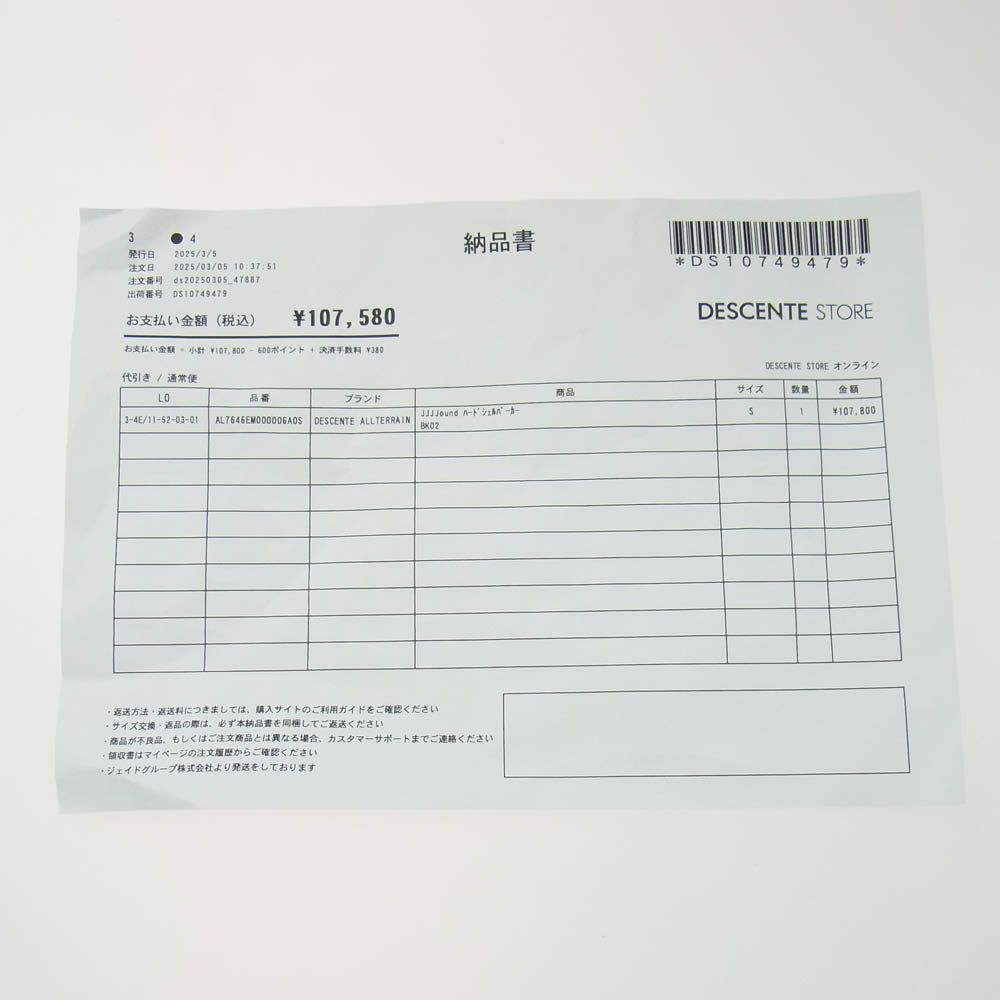 3 ● 4
発行日 2025/3/5
注文日 2025/03/05 10:37:51
注文番号 ds20250305_47887
出荷番号 DS10749479
納品書
*DS10749479*
お支払い金額（税込） ¥107,580
お支払い金額 = 小計 ¥107,800 - 600ポイント + 決済手数料 ¥380
DESCENTE STORE
DESCENTE STORE オンライン
代引き / 通常便
LO 品番 ブランド 商品 サイズ 数量 金額
3-4E/11-52-03-01 AL7646EM000006AOS DESCENTE ALLTERRAIN JJJJound ﾊｰﾄﾞｼｪﾙﾊﾟｰｶｰ S 1 ¥107,800
BK02
・返送方法・返送料につきましては、購入サイトのご利用ガイドをご確認ください
・サイズ交換・返品の際は、必ず本納品書を同梱してご返送ください
・商品が不良品、もしくはご注文商品とは異なる場合、カスタマーサポートまでご連絡ください
・領収書はマイページの注文履歴からご確認ください
・ジェイドグループ株式会社より発送をしております